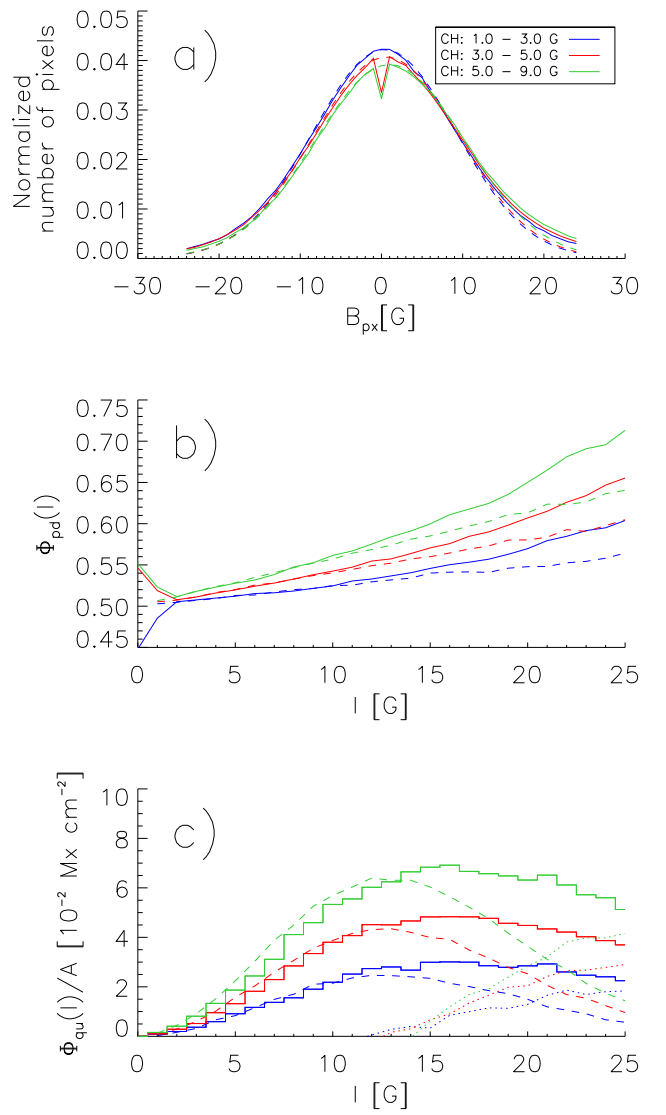 a)
CH: 1.0 − 3.0 G
CH: 3.0 − 5.0 G
CH: 5.0 − 9.0 G
Normalized
number of pixels
0.05
0.04
0.03
0.02
0.01
0.00
−30 −20 −10 0 10 20 30
B_px[G]
b)
Φ_pd(l)
0.75
0.70
0.65
0.60
0.55
0.50
0.45
0 5 10 15 20 25
l [G]
c)
Φ_qu(l)/A [10⁻² Mx cm⁻²]
10
8
6
4
2
0
0 5 10 15 20 25
l [G]